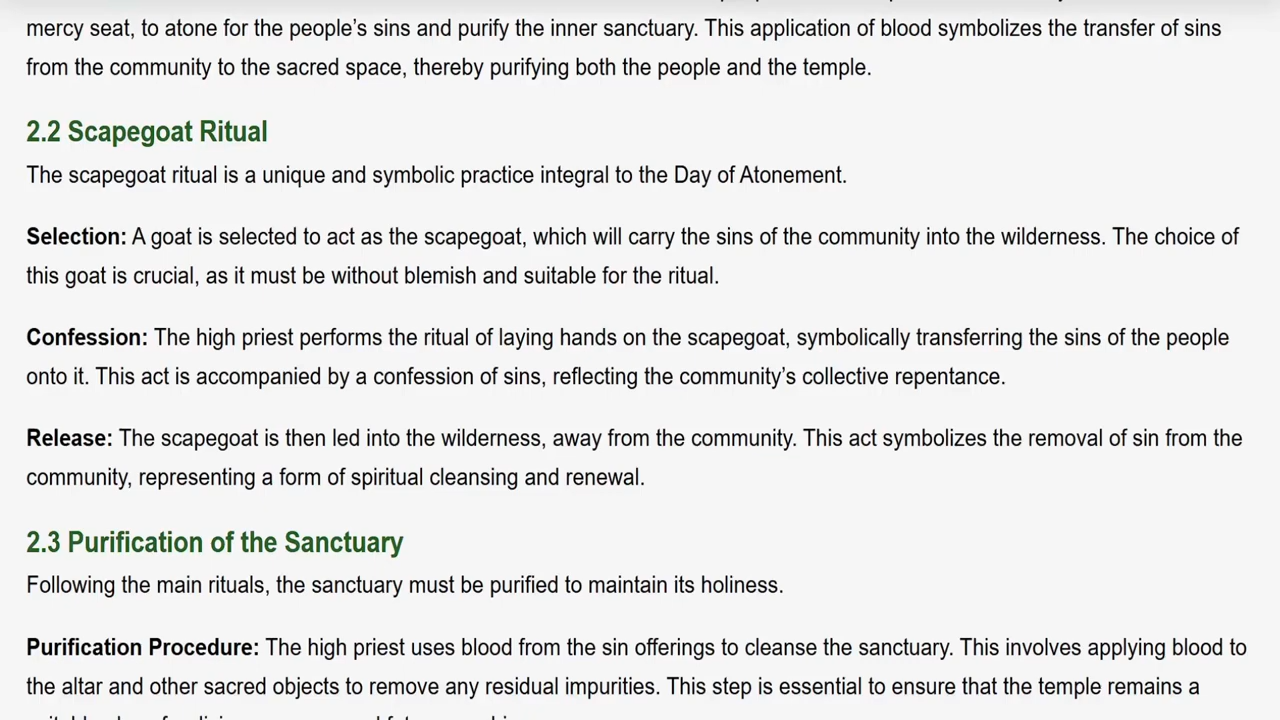 mercy seat, to atone for the people’s sins and purify the inner sanctuary. This application of blood symbolizes the transfer of sins
from the community to the sacred space, thereby purifying both the people and the temple.
2.2 Scapegoat Ritual
The scapegoat ritual is a unique and symbolic practice integral to the Day of Atonement.
Selection: A goat is selected to act as the scapegoat, which will carry the sins of the community into the wilderness. The choice of
this goat is crucial, as it must be without blemish and suitable for the ritual.
Confession: The high priest performs the ritual of laying hands on the scapegoat, symbolically transferring the sins of the people
onto it. This act is accompanied by a confession of sins, reflecting the community’s collective repentance.
Release: The scapegoat is then led into the wilderness, away from the community. This act symbolizes the removal of sin from the
community, representing a form of spiritual cleansing and renewal.
2.3 Purification of the Sanctuary
Following the main rituals, the sanctuary must be purified to maintain its holiness.
Purification Procedure: The high priest uses blood from the sin offerings to cleanse the sanctuary. This involves applying blood to
the altar and other sacred objects to remove any residual impurities. This step is essential to ensure that the temple remains a